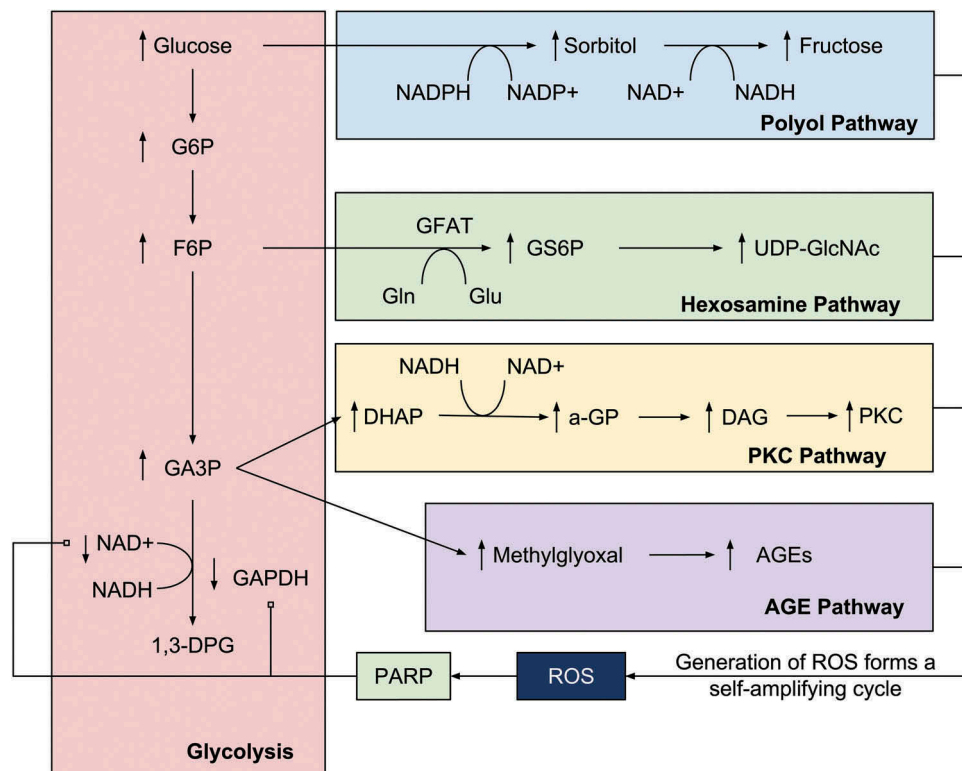 Glucose
Sorbitol
Fructose
NADPH
NADP+
NAD+
NADH
Polyol Pathway
G6P
F6P
GFAT
GS6P
UDP-GlcNAc
Gln
Glu
Hexosamine Pathway
NADH
NAD+
DHAP
a-GP
DAG
PKC
PKC Pathway
GA3P
NAD+
NADH
GAPDH
1,3-DPG
Methylglyoxal
AGEs
AGE Pathway
PARP
ROS
Generation of ROS forms a
self-amplifying cycle
Glycolysis